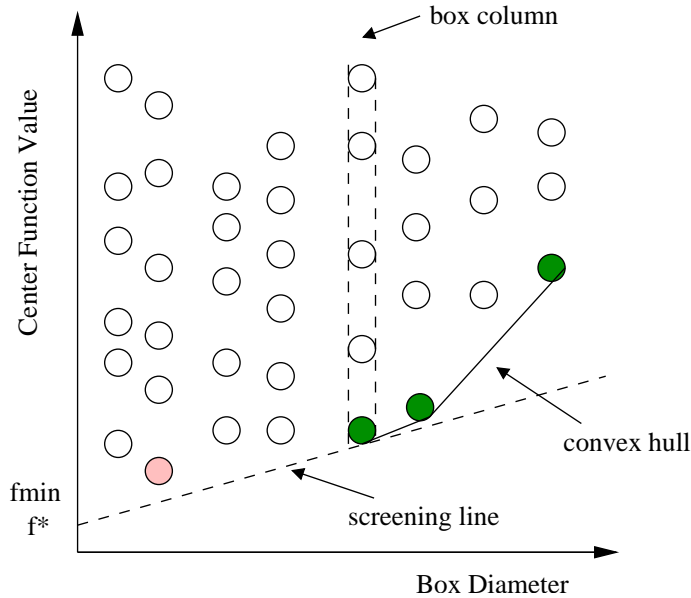 box column
Center Function Value
convex hull
fmin
f*
screening line
Box Diameter